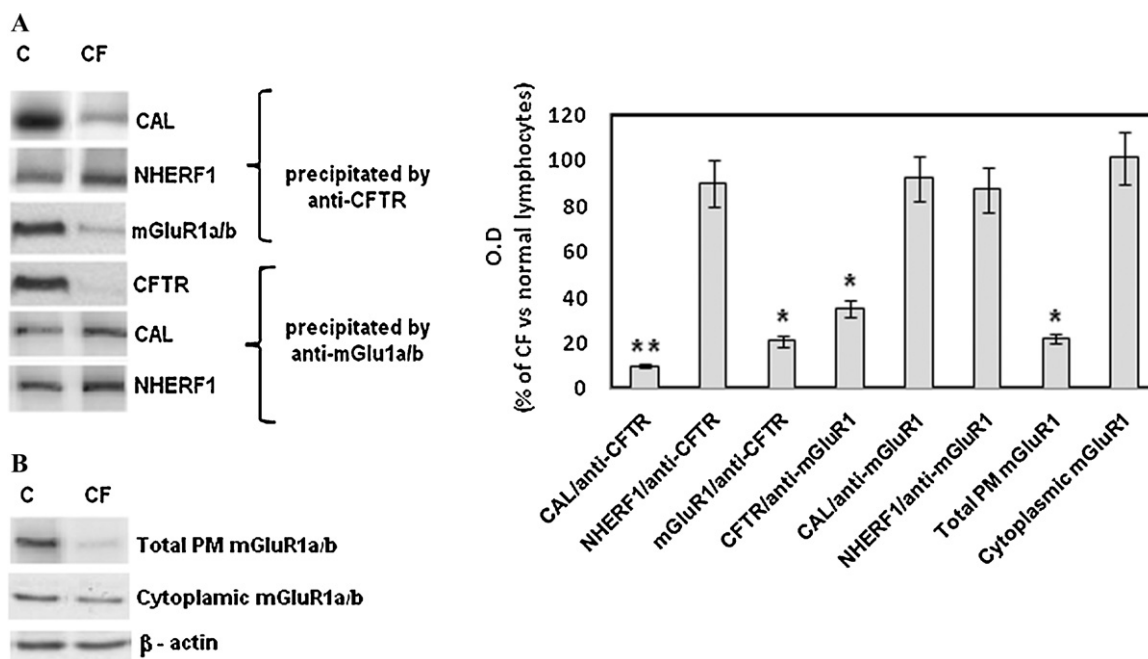 A
C CF
CAL
NHERF1
mGluR1a/b
precipitated by
anti-CFTR
CFTR
CAL
NHERF1
precipitated by
anti-mGlu1a/b
B
C CF
Total PM mGluR1a/b
Cytoplamic mGluR1a/b
β - actin
O.D
(% of CF vs normal lymphocytes)
120
100
80
60
40
20
0
** * * *
CAL/anti-CFTR
NHERF1/anti-CFTR
mGluR1/anti-CFTR
CFTR/anti-mGluR1
CAL/anti-mGluR1
NHERF1/anti-mGluR1
Total PM mGluR1
Cytoplasmic mGluR1